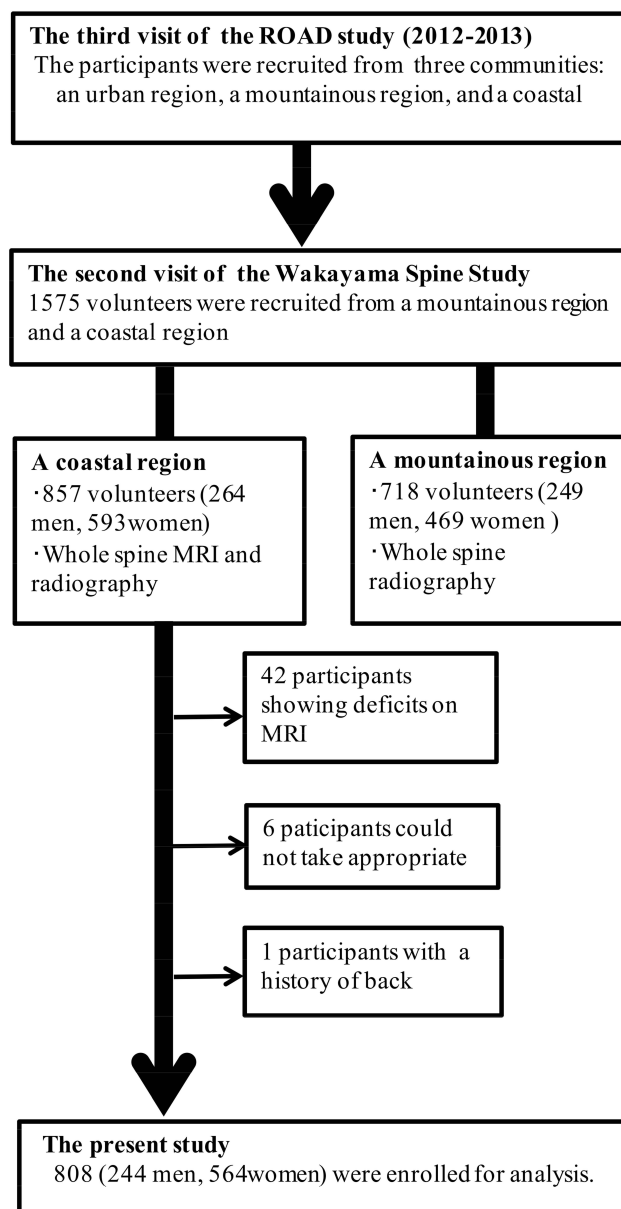 The third visit of the ROAD study (2012-2013)
The participants were recruited from three communities:
an urban region, a mountainous region, and a coastal
The second visit of the Wakayama Spine Study
1575 volunteers were recruited from a mountainous region
and a coastal region
A coastal region
・857 volunteers (264
men, 593women)
・Whole spine MRI and
radiography
A mountainous region
・718 volunteers (249
men, 469 women )
・Whole spine
radiography
42 participants
showing deficits on
MRI
6 paticipants could
not take appropriate
1 participants with a
history of back
The present study
808 (244 men, 564women) were enrolled for analysis.